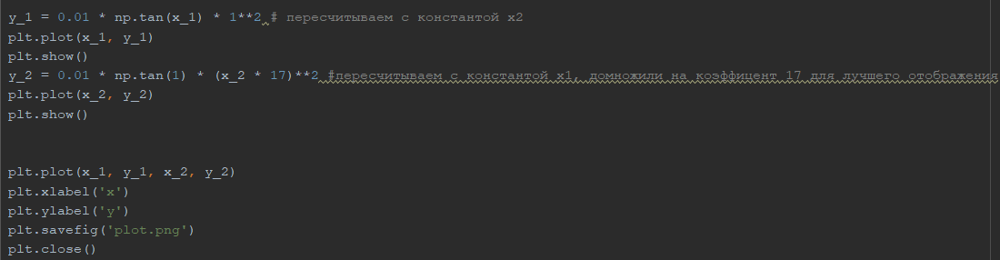 y_1 = 0.01 * np.tan(x_1) * 1**2 # пересчитываем с константой x2
plt.plot(x_1, y_1)
plt.show()
y_2 = 0.01 * np.tan(1) * (x_2 * 17)**2 #пересчитываем с константой x1, домножили на коэффицент 17 для лучшего отображения
plt.plot(x_2, y_2)
plt.show()
plt.plot(x_1, y_1, x_2, y_2)
plt.xlabel('x')
plt.ylabel('y')
plt.savefig('plot.png')
plt.close()